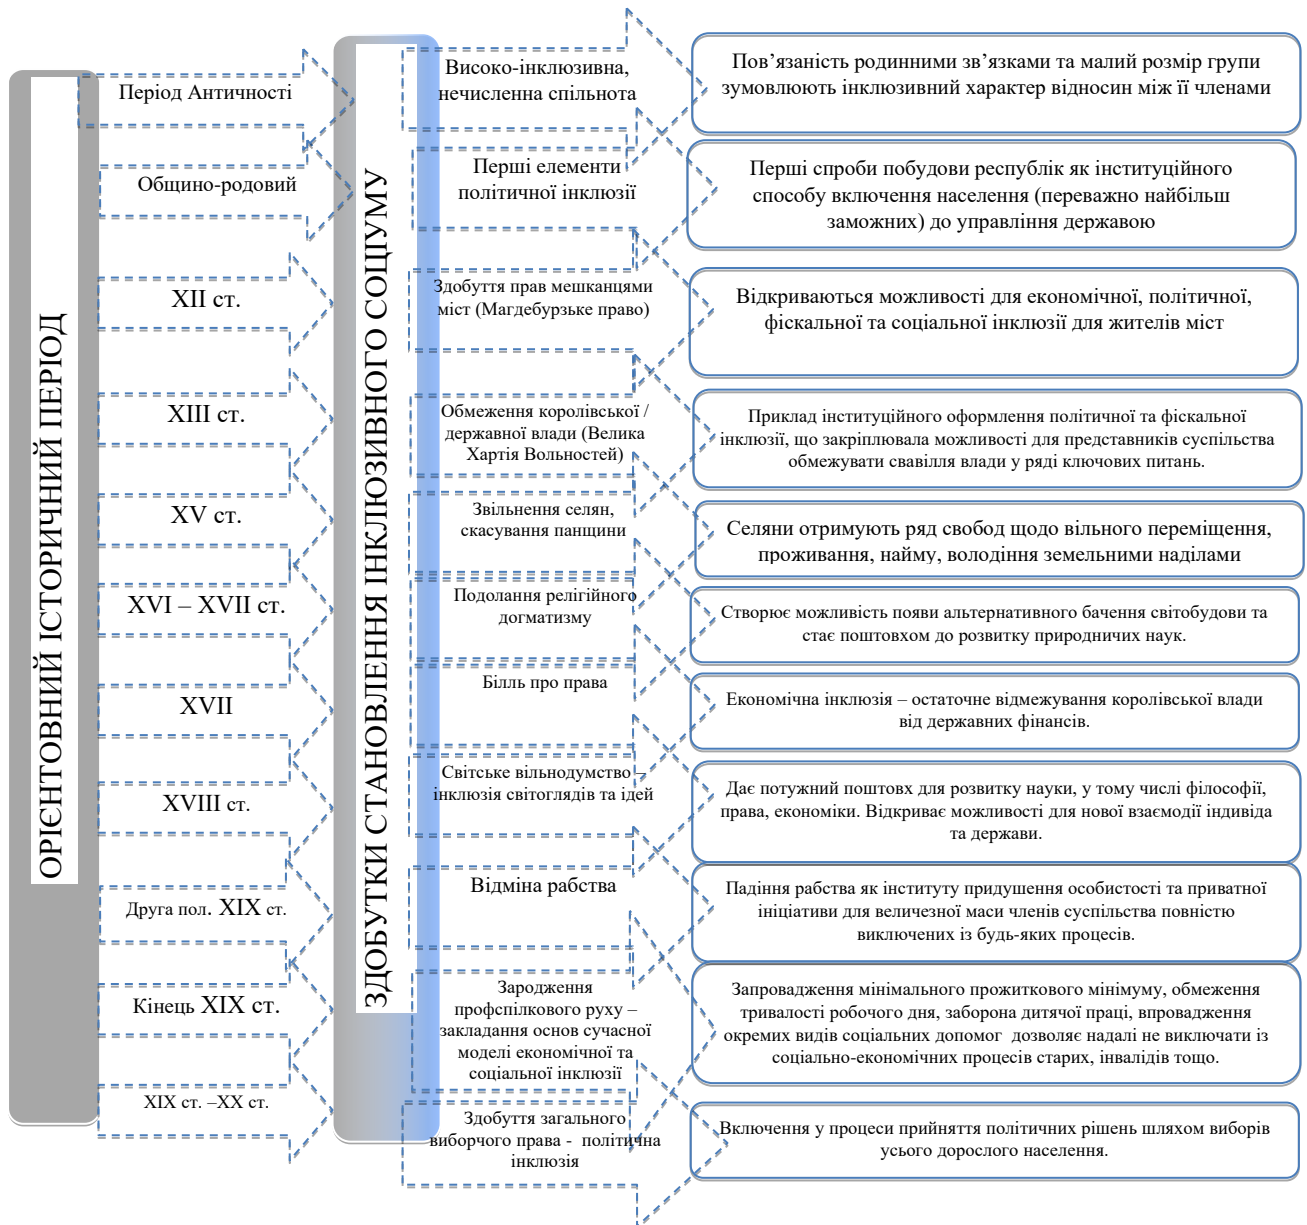 ОРІЄНТОВНИЙ ІСТОРИЧНИЙ ПЕРІОД
Період Античності
Общино-родовий
XII ст.
XIII ст.
XV ст.
XVI – XVII ст.
XVII
XVIII ст.
Друга пол. XIX ст.
Кінець XIX ст.
XIX ст. –XX ст.
ЗДОБУТКИ СТАНОВЛЕННЯ ІНКЛЮЗИВНОГО СОЦІУМУ
Високо-інклюзивна,
нечисленна спільнота
Пов’язаність родинними зв’язками та малий розмір групи
зумовлюють інклюзивний характер відносин між її членами
Перші елементи
політичної інклюзії
Перші спроби побудови республік як інституційного
способу включення населення (переважно найбільш
заможних) до управління державою
Здобуття прав мешканцями
міст (Магдебурзьке право)
Відкриваються можливості для економічної, політичної,
фіскальної та соціальної інклюзії для жителів міст
Обмеження королівської /
державної влади (Велика
Хартія Вольностей)
Приклад інституційного оформлення політичної та фіскальної
інклюзії, що закріплювала можливості для представників суспільства
обмежувати свавілля влади у ряді ключових питань.
Звільнення селян,
скасування панщини
Селяни отримують ряд свобод щодо вільного переміщення,
проживання, найму, володіння земельними наділами
Подолання релігійного
догматизму
Створює можливість появи альтернативного бачення світобудови та
стає поштовхом до розвитку природничих наук.
Білль про права
Економічна інклюзія – остаточне відмежування королівської влади
від державних фінансів.
Світське вільнодумство –
інклюзія світоглядів та ідей
Дає потужний поштовх для розвитку науки, у тому числі філософії,
права, економіки. Відкриває можливості для нової взаємодії індивіда
та держави.
Відміна рабства
Падіння рабства як інституту придушення особистості та приватної
ініціативи для величезної маси членів суспільства повністю
виключених із будь-яких процесів.
Зародження
профспілкового руху –
закладання основ сучасної
моделі економічної та
соціальної інклюзії
Запровадження мінімального прожиткового мінімуму, обмеження
тривалості робочого дня, заборона дитячої праці, впровадження
окремих видів соціальних допомог дозволяє надалі не виключати із
соціально-економічних процесів старих, інвалідів тощо.
Здобуття загального
виборчого права - політична
інклюзія
Включення у процеси прийняття політичних рішень шляхом виборів
усього дорослого населення.